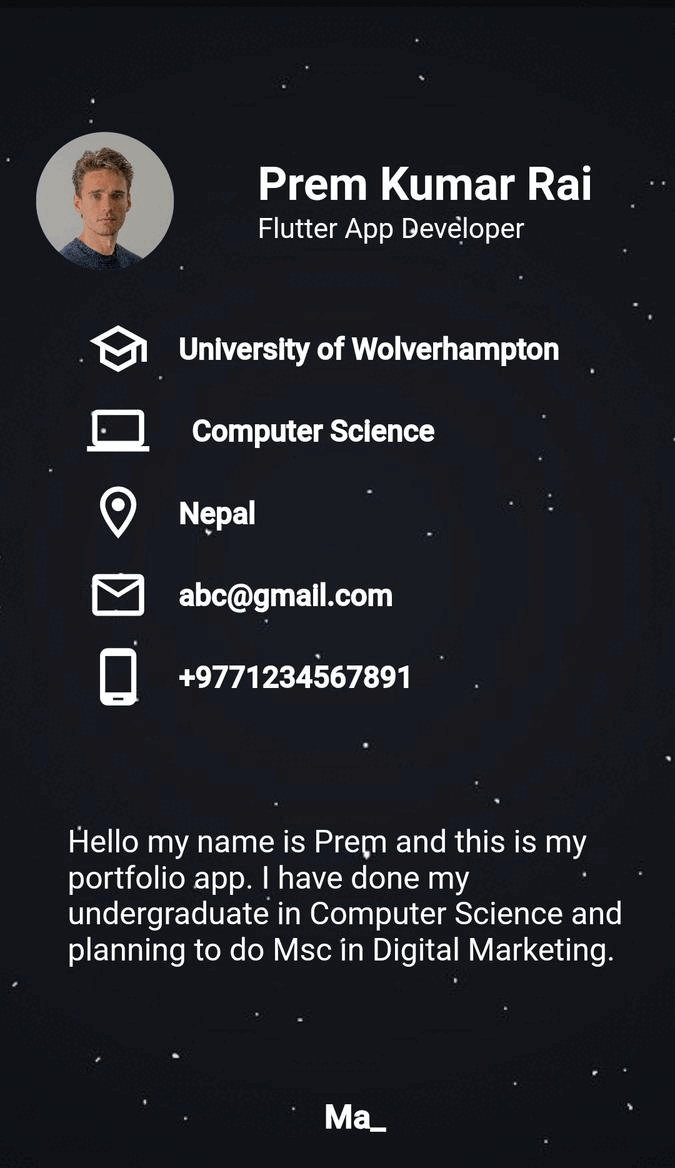 Prem Kumar Rai
Flutter App Developer
University of Wolverhampton
Computer Science
Nepal
abc@gmail.com
+9771234567891
Hello my name is Prem and this is my
portfolio app. I have done my
undergraduate in Computer Science and
planning to do Msc in Digital Marketing.
Ma_